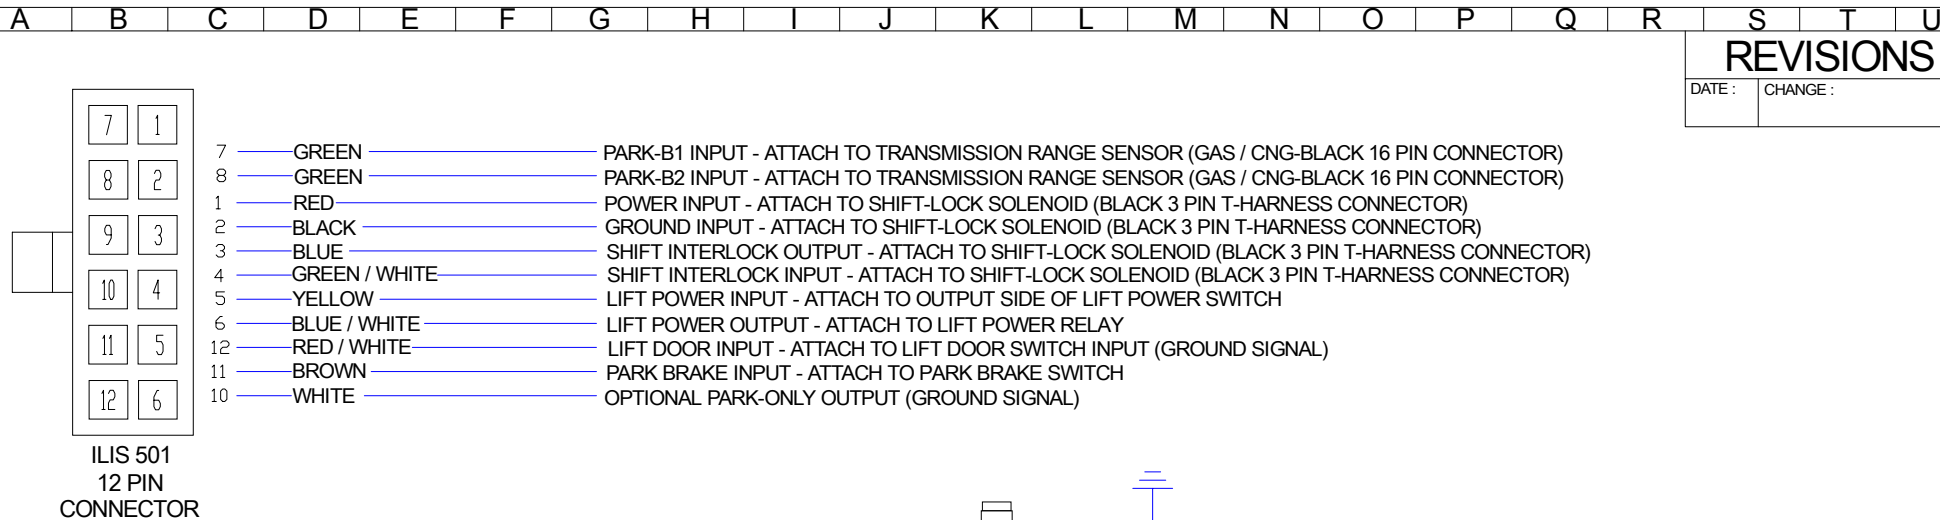 A B C D E F G H I J K L M N O P Q R S T U
REVISIONS
DATE : CHANGE :
7 1
8 2
9 3
10 4
11 5
12 6
7 GREEN PARK-B1 INPUT - ATTACH TO TRANSMISSION RANGE SENSOR (GAS / CNG-BLACK 16 PIN CONNECTOR)
8 GREEN PARK-B2 INPUT - ATTACH TO TRANSMISSION RANGE SENSOR (GAS / CNG-BLACK 16 PIN CONNECTOR)
1 RED POWER INPUT - ATTACH TO SHIFT-LOCK SOLENOID (BLACK 3 PIN T-HARNESS CONNECTOR)
2 BLACK GROUND INPUT - ATTACH TO SHIFT-LOCK SOLENOID (BLACK 3 PIN T-HARNESS CONNECTOR)
3 BLUE SHIFT INTERLOCK OUTPUT - ATTACH TO SHIFT-LOCK SOLENOID (BLACK 3 PIN T-HARNESS CONNECTOR)
4 GREEN / WHITE SHIFT INTERLOCK INPUT - ATTACH TO SHIFT-LOCK SOLENOID (BLACK 3 PIN T-HARNESS CONNECTOR)
5 YELLOW LIFT POWER INPUT - ATTACH TO OUTPUT SIDE OF LIFT POWER SWITCH
6 BLUE / WHITE LIFT POWER OUTPUT - ATTACH TO LIFT POWER RELAY
12 RED / WHITE LIFT DOOR INPUT - ATTACH TO LIFT DOOR SWITCH INPUT (GROUND SIGNAL)
11 BROWN PARK BRAKE INPUT - ATTACH TO PARK BRAKE SWITCH
10 WHITE OPTIONAL PARK-ONLY OUTPUT (GROUND SIGNAL)
ILIS 501
12 PIN
CONNECTOR